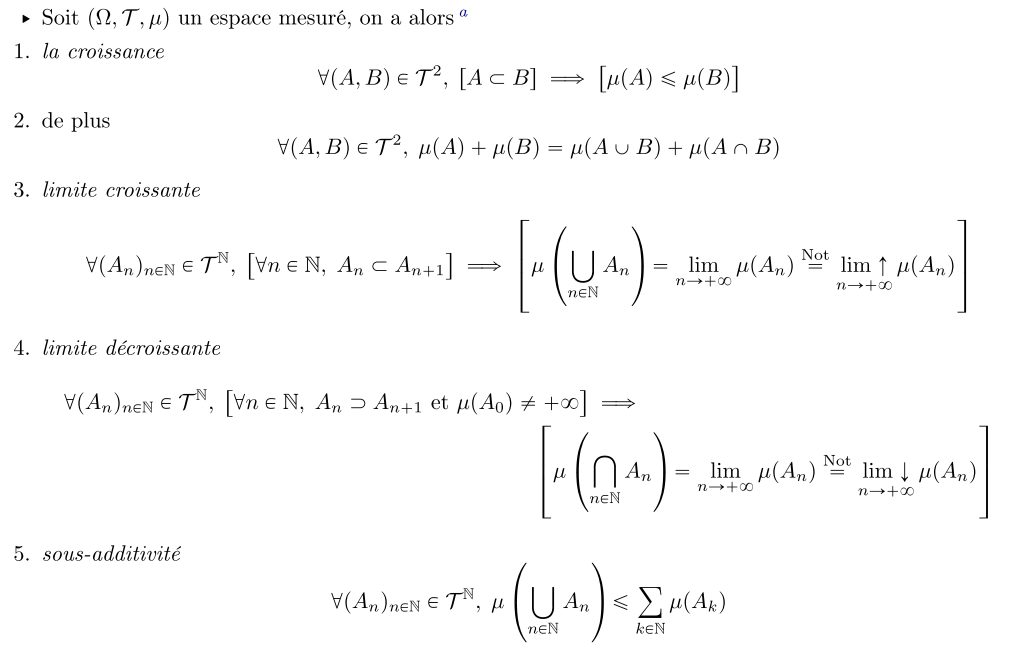 ▸ Soit (Ω, 𝒯, μ) un espace mesuré, on a alors ᵃ
1. la croissance
∀(A, B) ∈ 𝒯², [A ⊂ B] ⟹ [μ(A) ⩽ μ(B)]
2. de plus
∀(A, B) ∈ 𝒯², μ(A) + μ(B) = μ(A ∪ B) + μ(A ∩ B)
3. limite croissante
∀(Aₙ)n∈ℕ ∈ 𝒯^ℕ, [∀n ∈ ℕ, Aₙ ⊂ Aₙ₊₁] ⟹ [μ(⋃n∈ℕ Aₙ) = lim n→+∞ μ(Aₙ) Not= lim ↑ n→+∞ μ(Aₙ)]
4. limite décroissante
∀(Aₙ)n∈ℕ ∈ 𝒯^ℕ, [∀n ∈ ℕ, Aₙ ⊃ Aₙ₊₁ et μ(A₀) ≠ +∞] ⟹
[μ(⋂n∈ℕ Aₙ) = lim n→+∞ μ(Aₙ) Not= lim ↓ n→+∞ μ(Aₙ)]
5. sous-additivité
∀(Aₙ)n∈ℕ ∈ 𝒯^ℕ, μ(⋃n∈ℕ Aₙ) ⩽ ∑k∈ℕ μ(Aₖ)